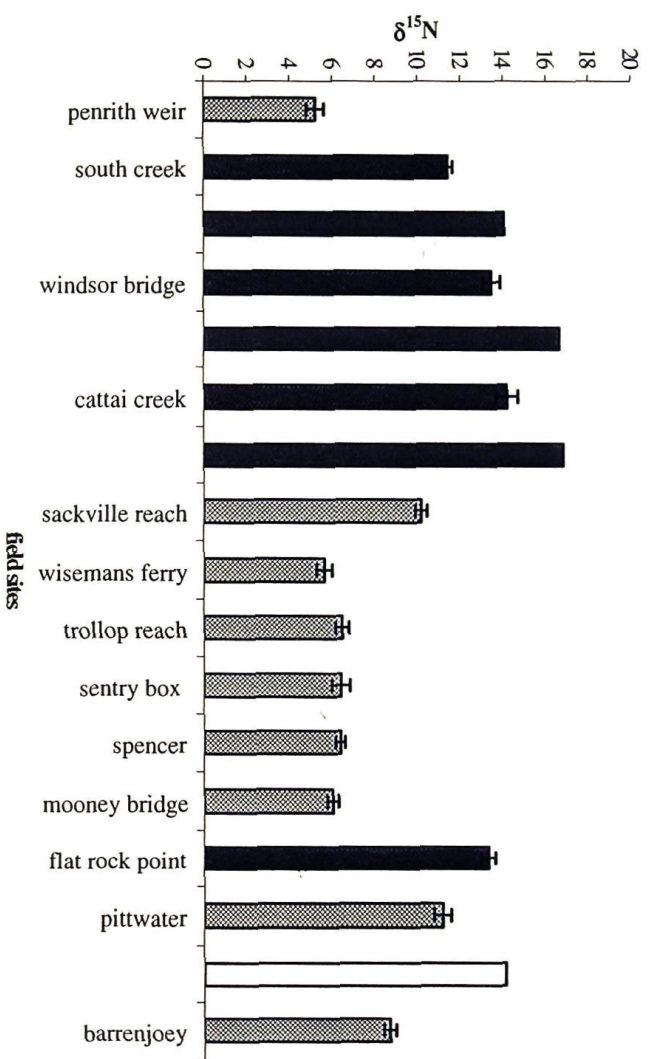 δ15N
0 2 4 6 8 10 12 14 16 18 20
penrith weir
south creek
windsor bridge
cattai creek
sackville reach
wisemans ferry
trollop reach
sentry box
spencer
mooney bridge
flat rock point
pittwater
barrenjoey
field sites